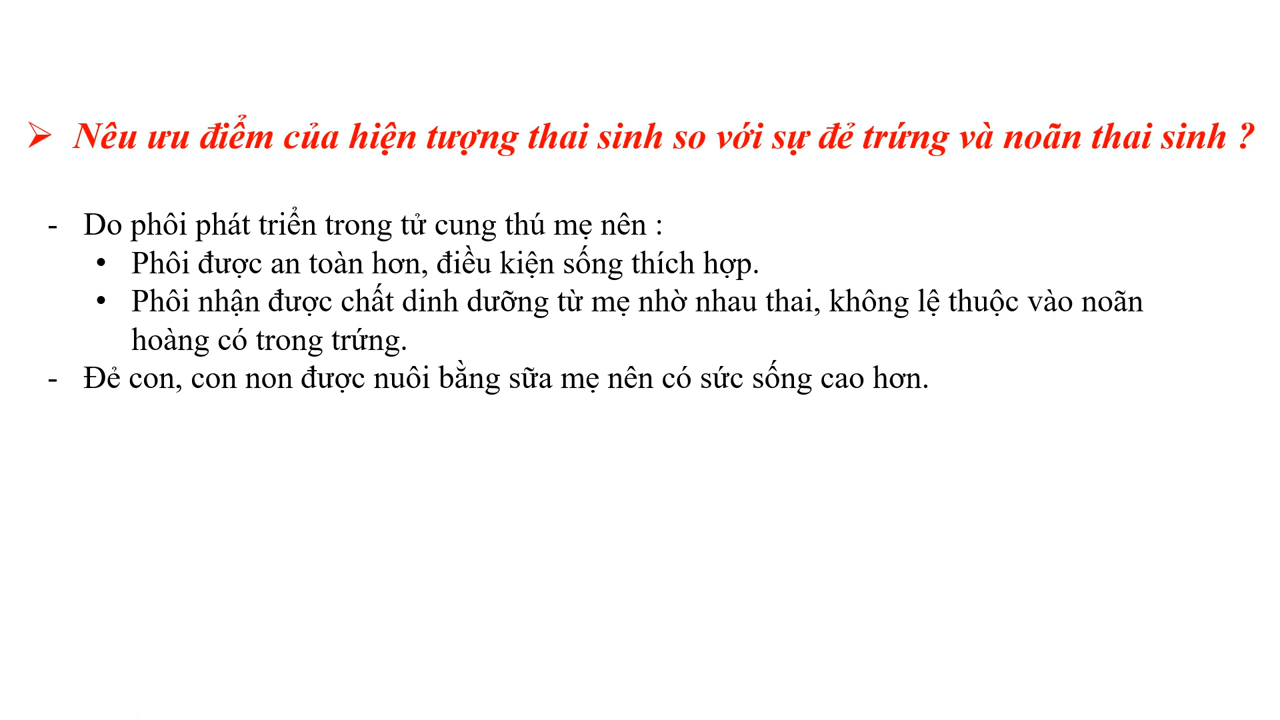 ➢ Nêu ưu điểm của hiện tượng thai sinh so với sự đẻ trứng và noãn thai sinh ?
- Do phôi phát triển trong tử cung thú mẹ nên :
• Phôi được an toàn hơn, điều kiện sống thích hợp.
• Phôi nhận được chất dinh dưỡng từ mẹ nhờ nhau thai, không lệ thuộc vào noãn
hoàng có trong trứng.
- Đẻ con, con non được nuôi bằng sữa mẹ nên có sức sống cao hơn.